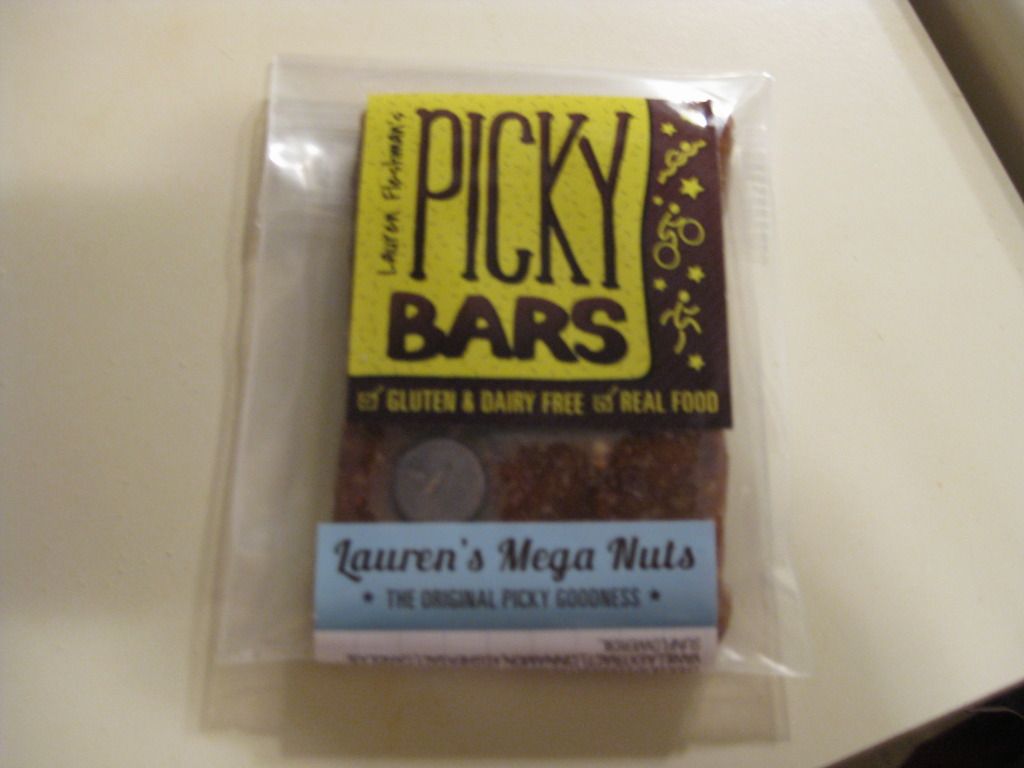 Lauren Fleshman's
PICKY
BARS
GLUTEN & DAIRY FREE REAL FOOD
Lauren's Mega Nuts
* THE ORIGINAL PICKY GOODNESS *